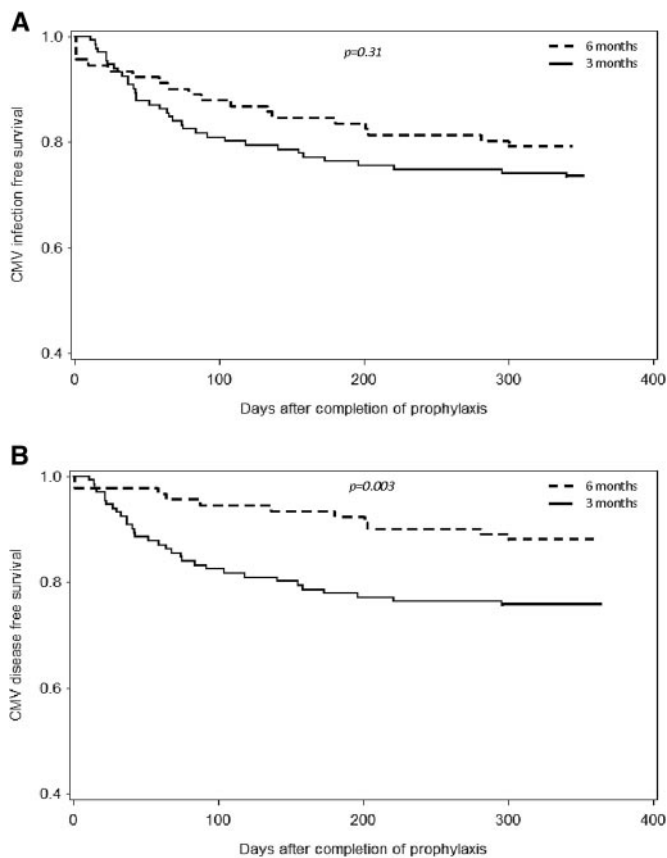 A
CMV infection free survival
1.0
0.8
0.6
0.4
p=0.31
6 months
3 months
0 100 200 300 400
Days after completion of prophylaxis
B
CMV disease free survival
1.0
0.8
0.6
0.4
p=0.003
6 months
3 months
0 100 200 300 400
Days after completion of prophylaxis